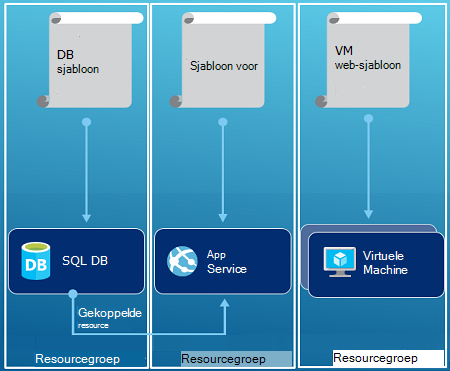 DB
sjabloon
Sjabloon voor
VM
web-sjabloon
DB
SQL DB
App
Service
Virtuele
Machine
Gekoppelde
resource
Resourcegroep
Resourcegroep
Resourcegroep